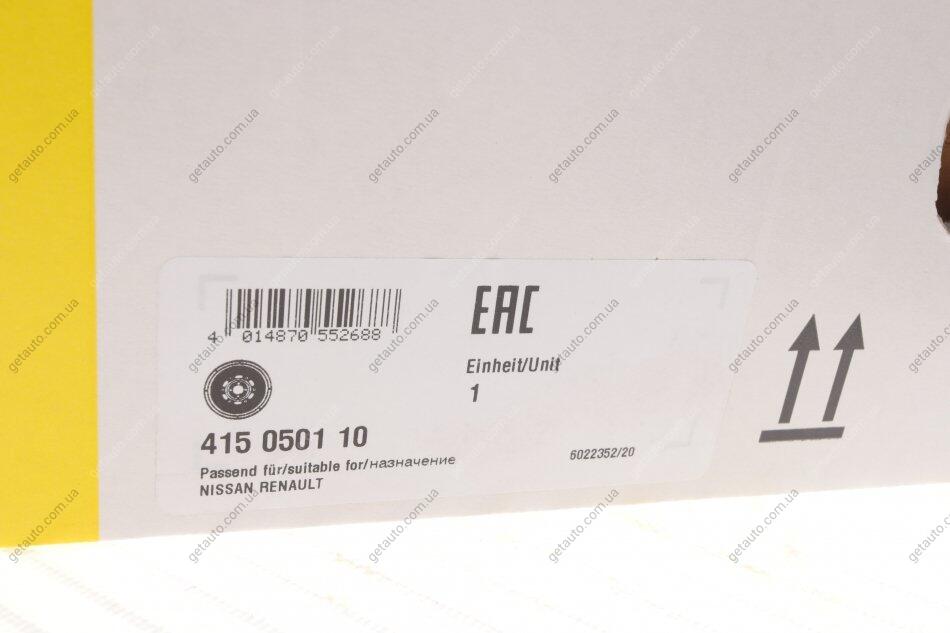 4 014870 552688
EAC
Einheit/Unit
1
415 0501 10
Passend für/suitable for/назначение
NISSAN, RENAULT
6022352/20
getauto.com.ua